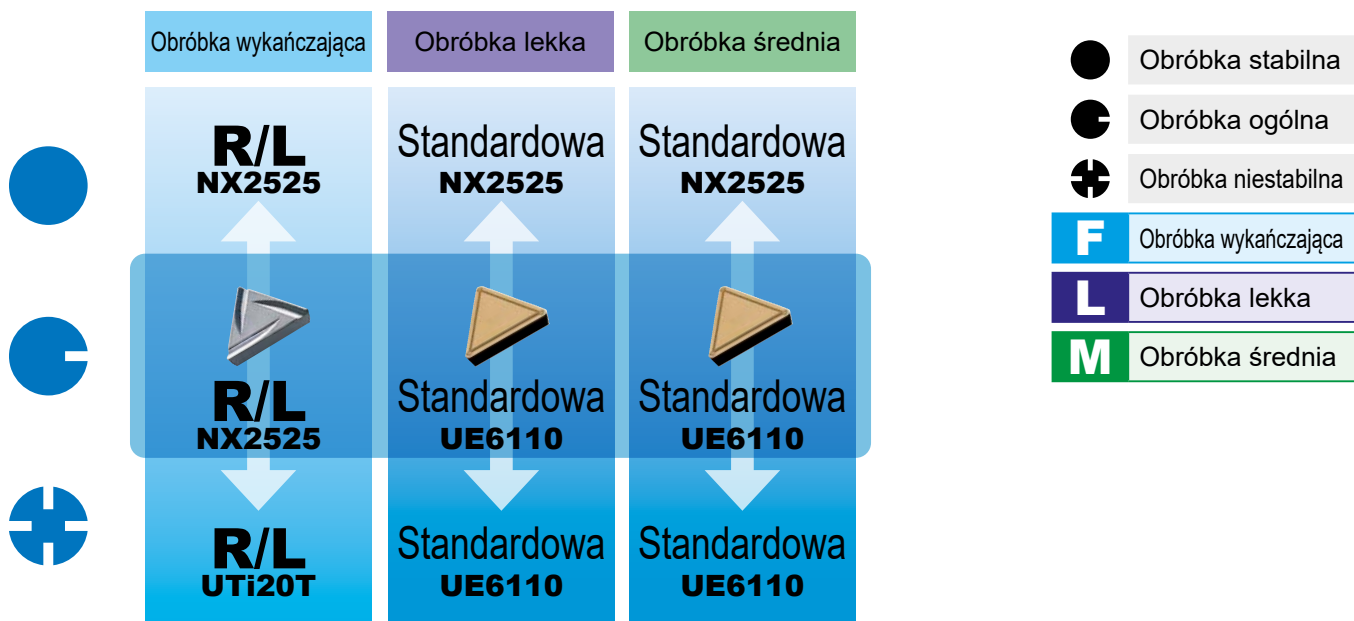 Obróbka wykańczająca
Obróbka lekka
Obróbka średnia
R/L
NX2525
Standardowa
NX2525
Standardowa
NX2525
R/L
NX2525
Standardowa
UE6110
Standardowa
UE6110
R/L
UTi20T
Standardowa
UE6110
Standardowa
UE6110
Obróbka stabilna
Obróbka ogólna
Obróbka niestabilna
F Obróbka wykańczająca
L Obróbka lekka
M Obróbka średnia